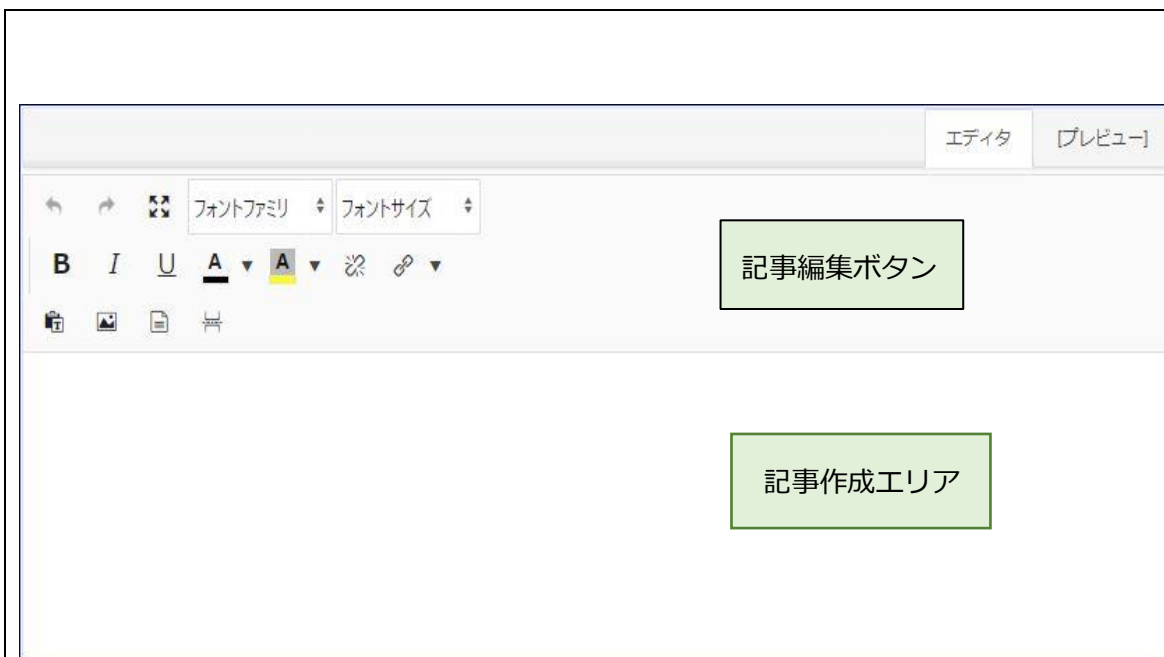 エディタ [プレビュー]
フォントファミリ フォントサイズ
B I U A A
記事編集ボタン
T
記事作成エリア